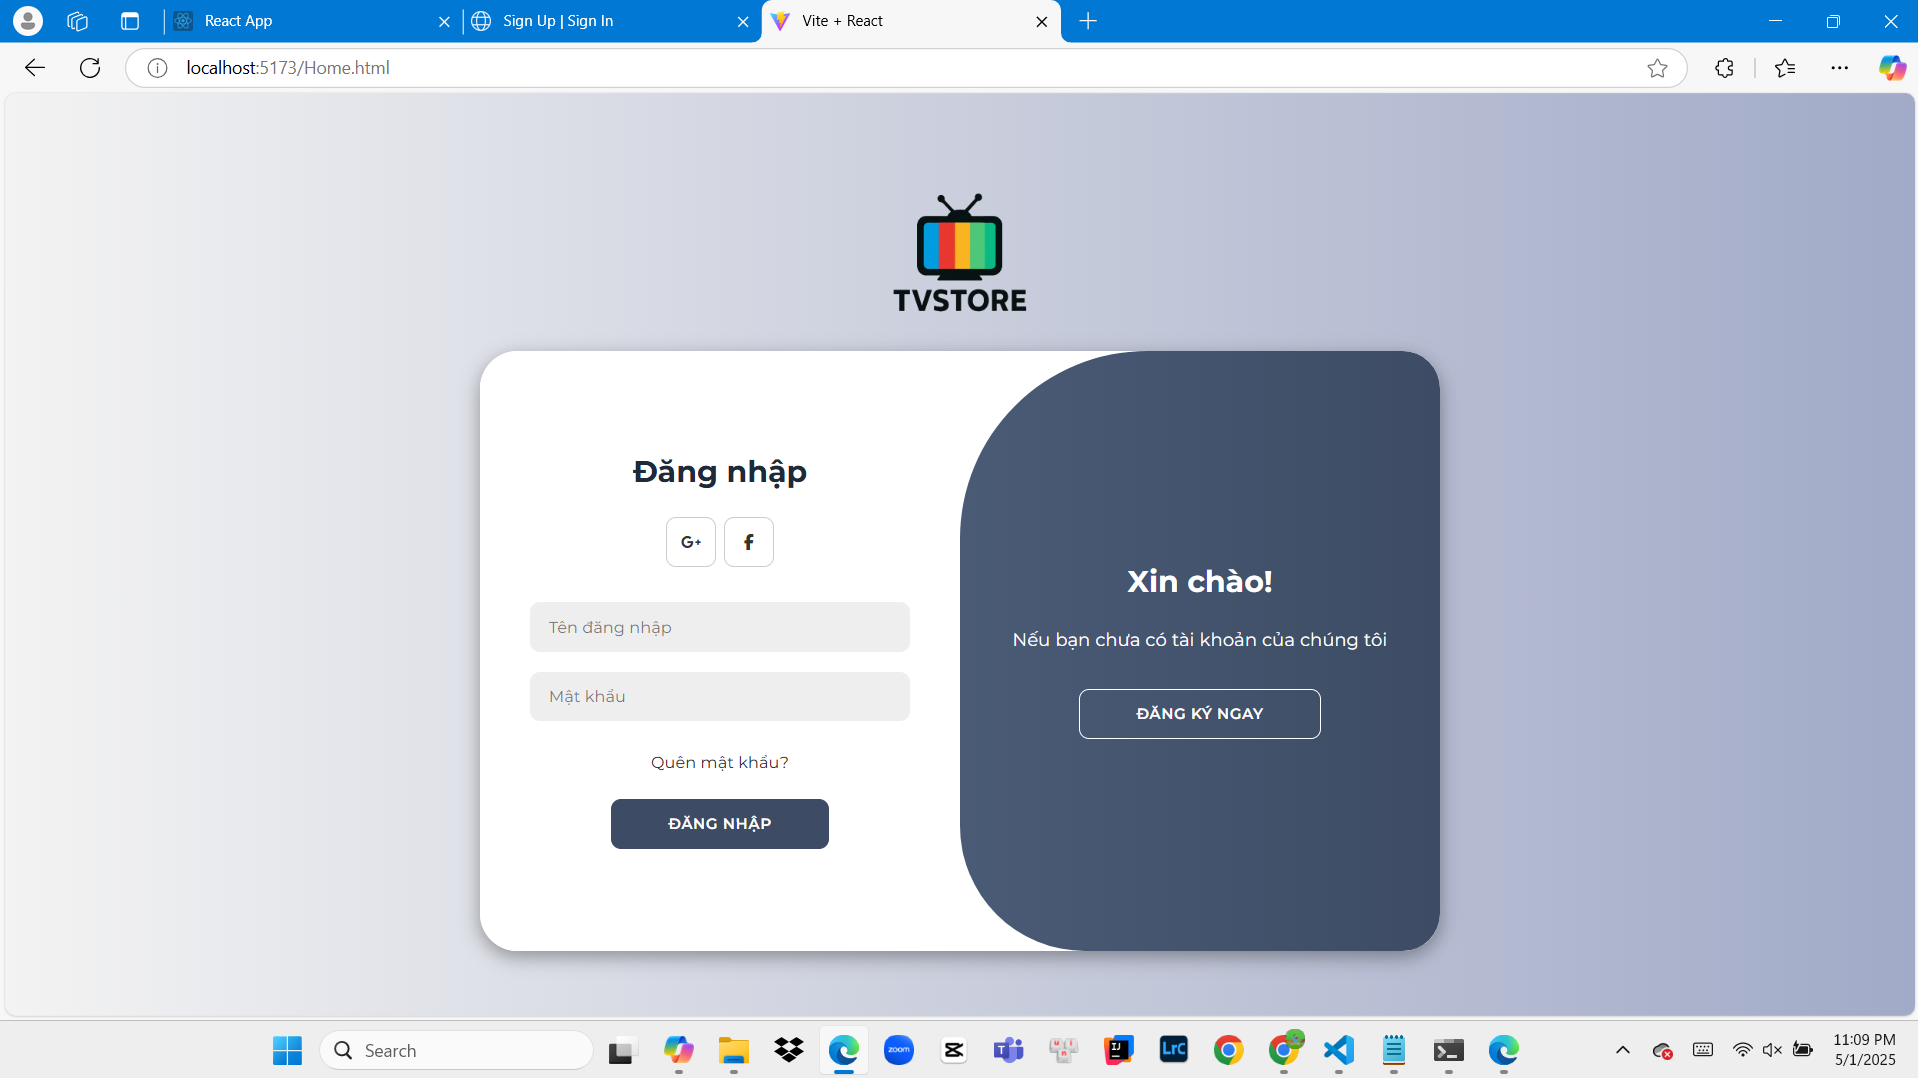 React App
Sign Up | Sign In
Vite + React
localhost:5173/Home.html
TVSTORE
Đăng nhập
G+
f
Tên đăng nhập
Mật khẩu
Quên mật khẩu?
ĐĂNG NHẬP
Xin chào!
Nếu bạn chưa có tài khoản của chúng tôi
ĐĂNG KÝ NGAY
Search
zoom
T
IJ
LrC
11:09 PM
5/1/2025